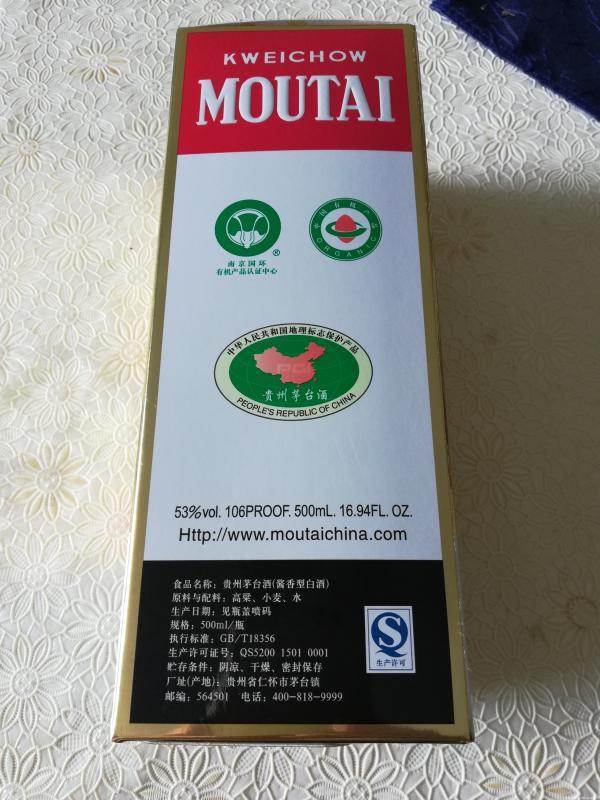 KWEICHOW
MOUTAI
®
南京国环
有机产品认证中心
中国有机产品
ORGANIC
中华人民共和国地理标志保护产品
PG
贵州茅台酒
PEOPLE'S REPUBLIC OF CHINA
53%vol. 106PROOF. 500mL. 16.94FL. OZ.
Http://www.moutaichina.com
食品名称：贵州茅台酒(酱香型白酒)
原料与配料：高粱、小麦、水
生产日期：见瓶盖喷码
规格：500ml/瓶
执行标准：GB/T18356
生产许可证号：QS5200 1501 0001
贮存条件：阴凉、干燥、密封保存
厂址(产地)：贵州省仁怀市茅台镇
邮编：564501 电话：400-818-9999
S
生产许可